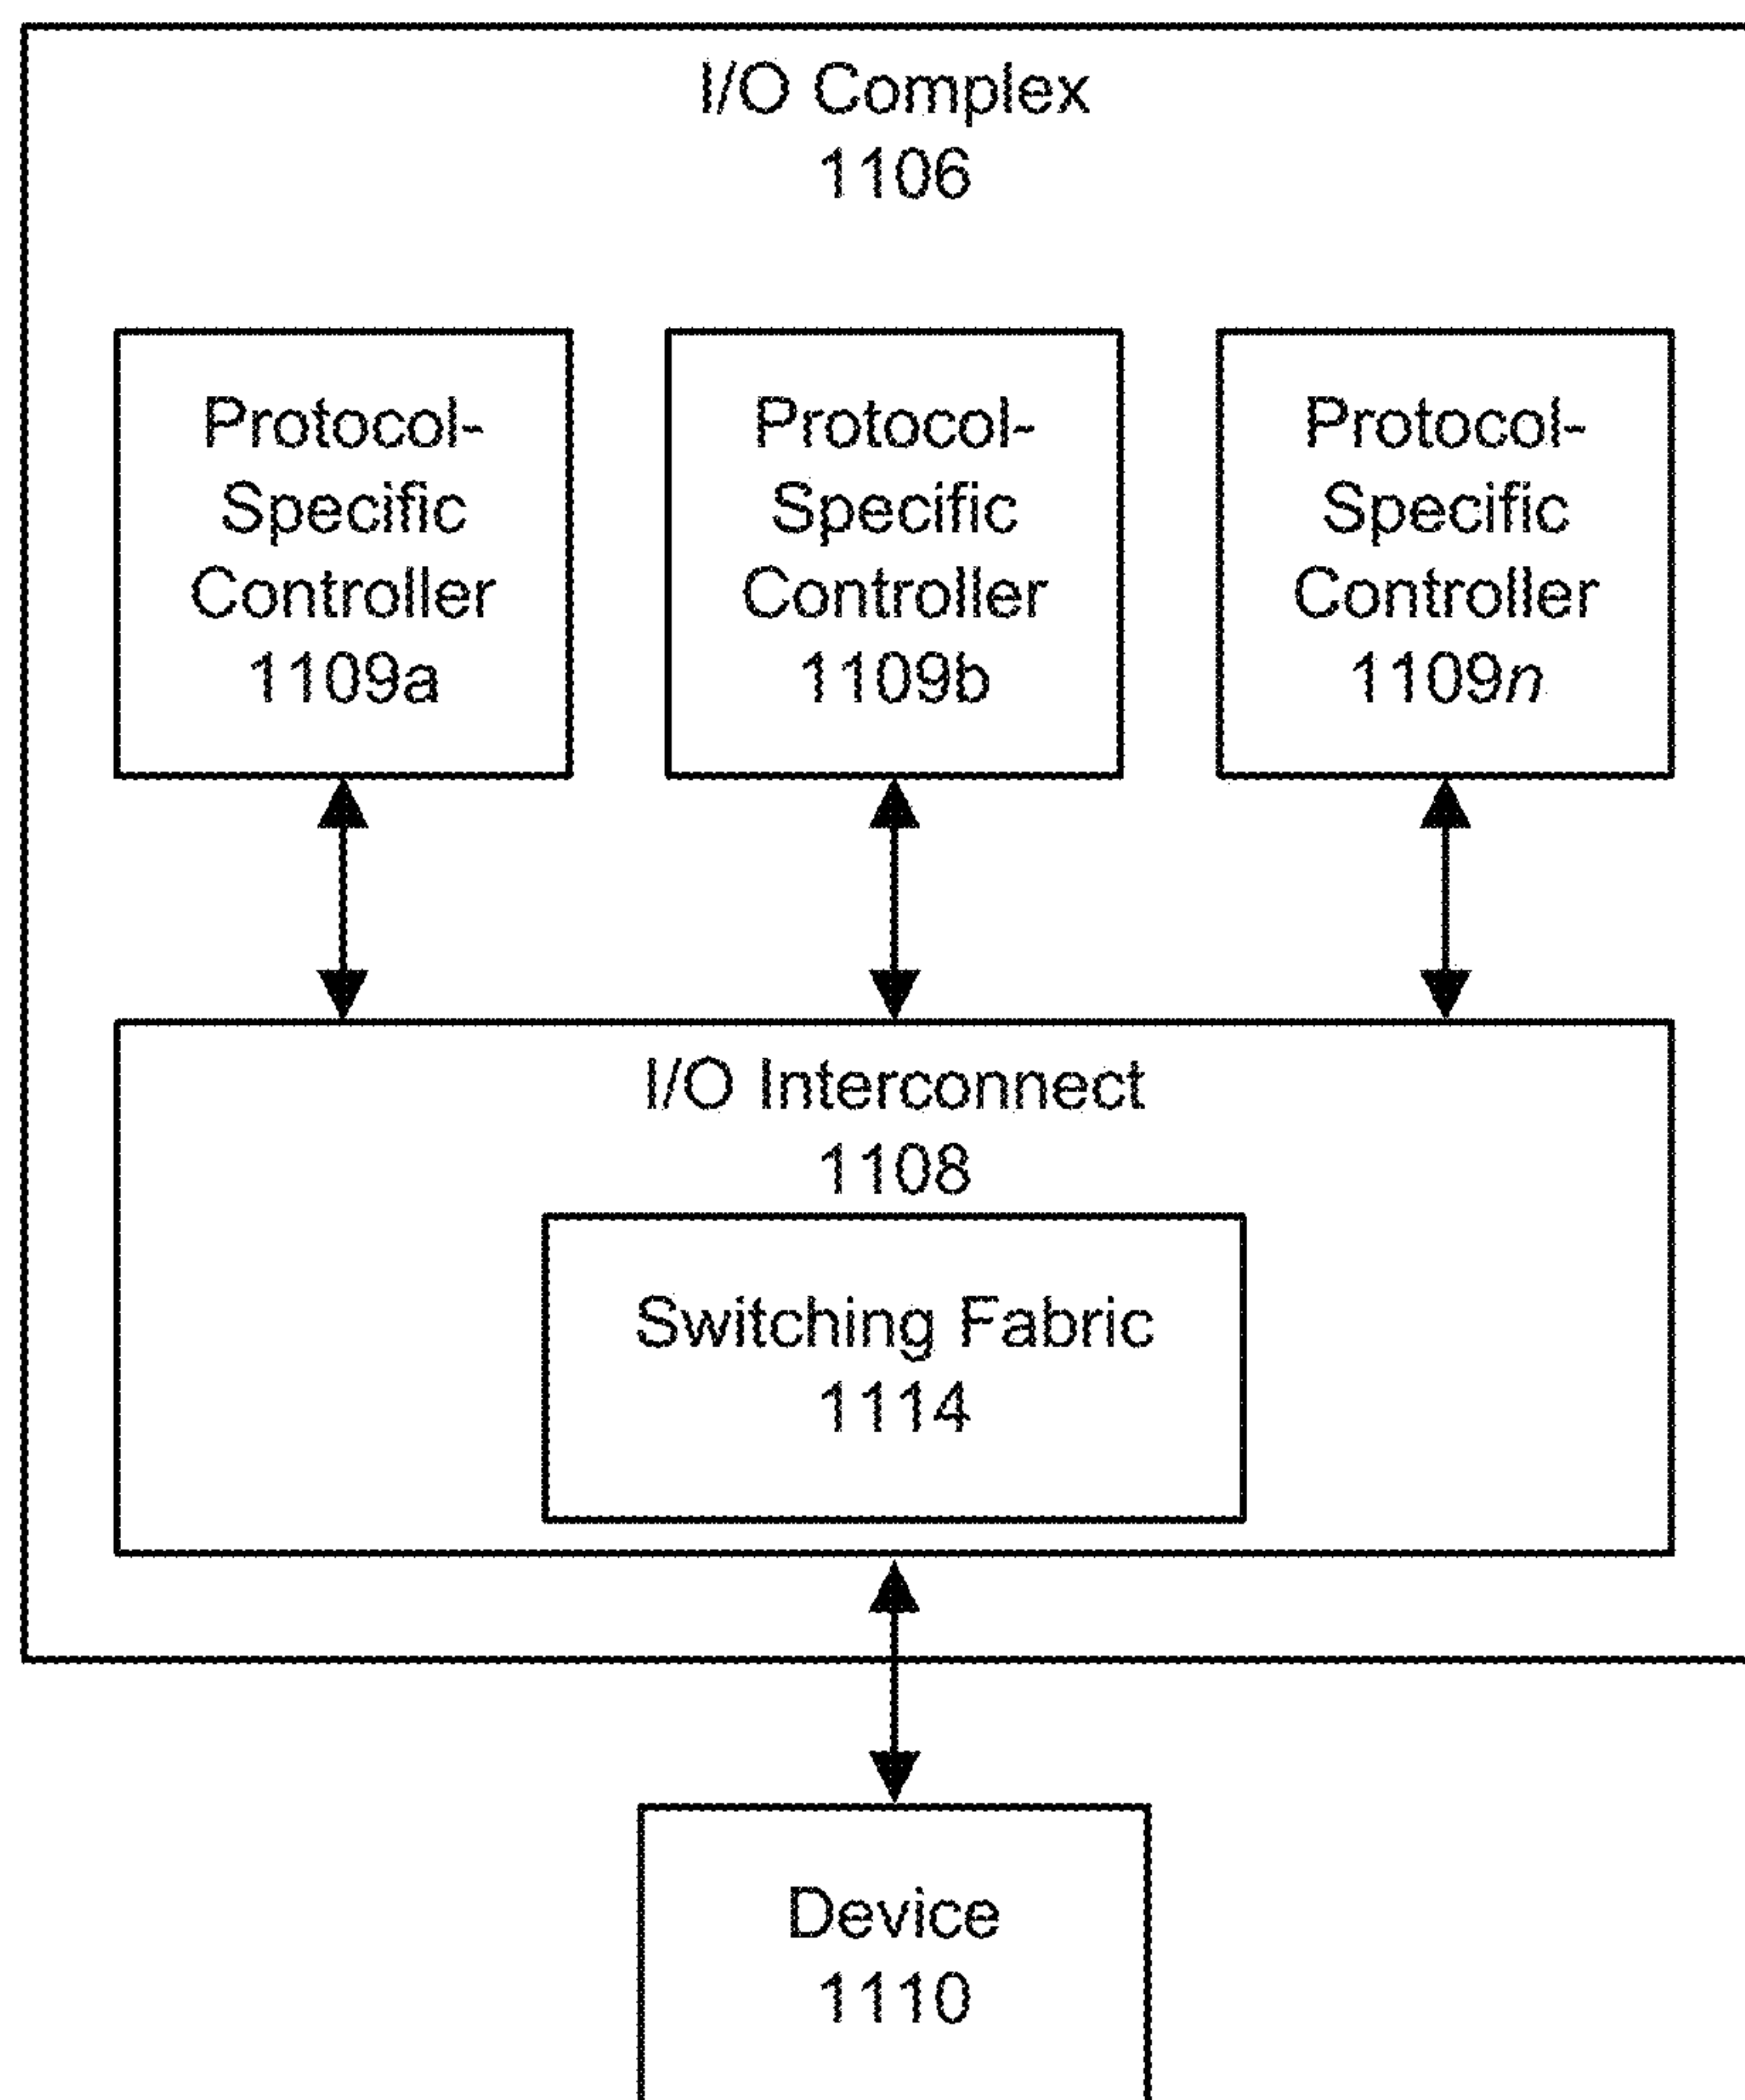 I/O Complex
1106
Protocol-
Specific
Controller
1109a
Protocol-
Specific
Controller
1109b
Protocol-
Specific
Controller
1109n
I/O Interconnect
1108
Switching Fabric
1114
Device
1110